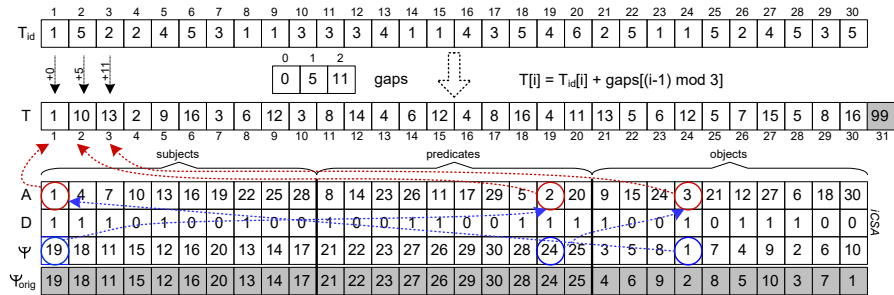 1 2 3 4 5 6 7 8 9 10 11 12 13 14 15 16 17 18 19 20 21 22 23 24 25 26 27 28 29 30
Tid 1 5 2 2 4 5 3 1 1 3 3 3 4 1 1 4 3 5 4 6 2 5 1 1 5 2 4 5 3 5
+0 +5 +11
0 1 2
0 5 11 gaps T[i] = Tid[i] + gaps[(i-1) mod 3]
T 1 10 13 2 9 16 3 6 12 3 8 14 4 6 12 4 8 16 4 11 13 5 6 12 5 7 15 5 8 16 99
1 2 3 4 5 6 7 8 9 10 11 12 13 14 15 16 17 18 19 20 21 22 23 24 25 26 27 28 29 30 31
subjects predicates objects
A 1 4 7 10 13 16 19 22 25 28 8 14 23 26 11 17 29 5 2 20 9 15 24 3 21 12 27 6 18 30
D 1 1 1 0 1 0 0 1 0 0 1 0 0 1 1 0 0 1 1 1 1 0 0 1 0 1 1 1 0 0
iCSA
Ψ 19 18 11 15 12 16 20 13 14 17 21 22 23 27 26 29 30 28 24 25 3 5 8 1 7 4 9 2 6 10
Ψorig 19 18 11 15 12 16 20 13 14 17 21 22 23 27 26 29 30 28 24 25 4 6 9 2 8 5 10 3 7 1